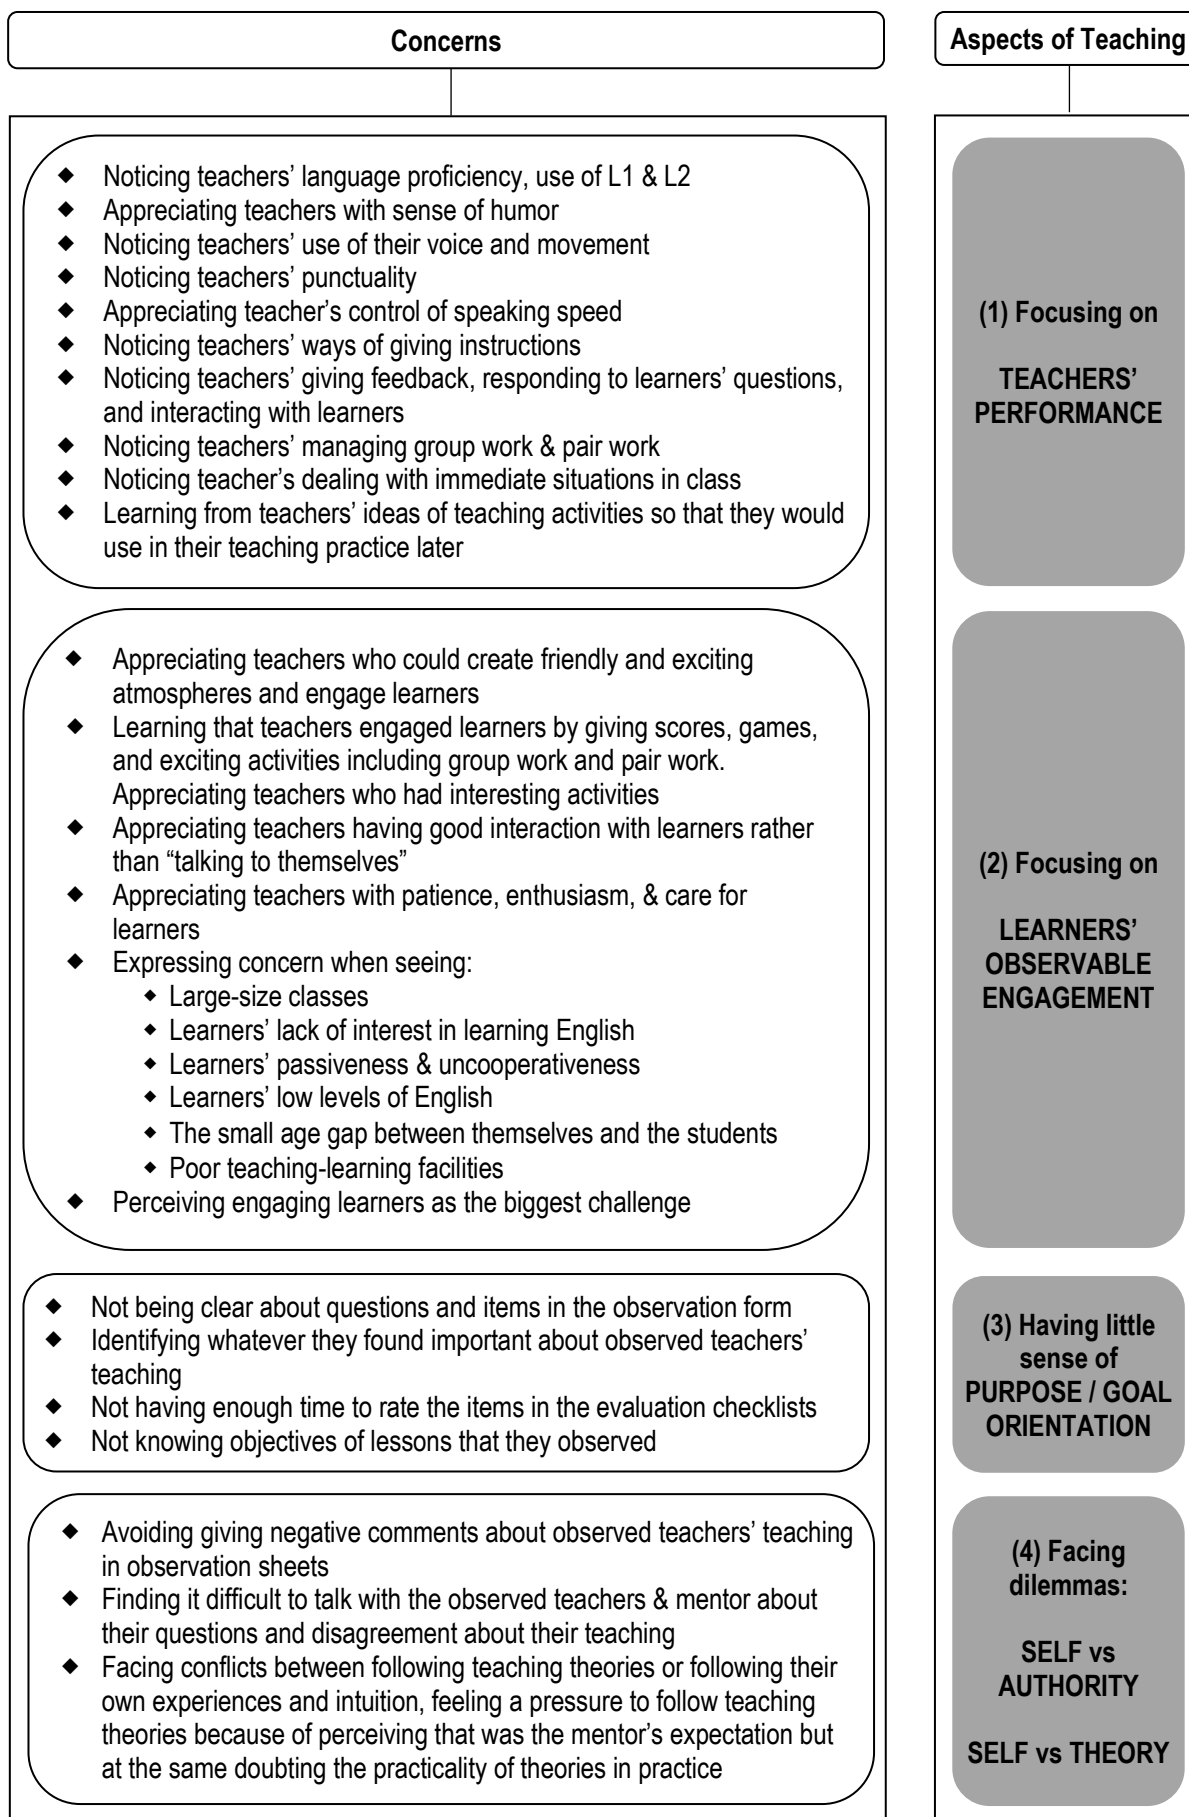 Concerns
◆ Noticing teachers’ language proficiency, use of L1 & L2
◆ Appreciating teachers with sense of humor
◆ Noticing teachers’ use of their voice and movement
◆ Noticing teachers’ punctuality
◆ Appreciating teacher’s control of speaking speed
◆ Noticing teachers’ ways of giving instructions
◆ Noticing teachers’ giving feedback, responding to learners’ questions,
and interacting with learners
◆ Noticing teachers’ managing group work & pair work
◆ Noticing teacher’s dealing with immediate situations in class
◆ Learning from teachers’ ideas of teaching activities so that they would
use in their teaching practice later
◆ Appreciating teachers who could create friendly and exciting
atmospheres and engage learners
◆ Learning that teachers engaged learners by giving scores, games,
and exciting activities including group work and pair work.
Appreciating teachers who had interesting activities
◆ Appreciating teachers having good interaction with learners rather
than “talking to themselves”
◆ Appreciating teachers with patience, enthusiasm, & care for
learners
◆ Expressing concern when seeing:
◆ Large-size classes
◆ Learners’ lack of interest in learning English
◆ Learners’ passiveness & uncooperativeness
◆ Learners’ low levels of English
◆ The small age gap between themselves and the students
◆ Poor teaching-learning facilities
◆ Perceiving engaging learners as the biggest challenge
◆ Not being clear about questions and items in the observation form
◆ Identifying whatever they found important about observed teachers’
teaching
◆ Not having enough time to rate the items in the evaluation checklists
◆ Not knowing objectives of lessons that they observed
◆ Avoiding giving negative comments about observed teachers’ teaching
in observation sheets
◆ Finding it difficult to talk with the observed teachers & mentor about
their questions and disagreement about their teaching
◆ Facing conflicts between following teaching theories or following their
own experiences and intuition, feeling a pressure to follow teaching
theories because of perceiving that was the mentor’s expectation but
at the same doubting the practicality of theories in practice
Aspects of Teaching
(1) Focusing on
TEACHERS’
PERFORMANCE
(2) Focusing on
LEARNERS’
OBSERVABLE
ENGAGEMENT
(3) Having little
sense of
PURPOSE / GOAL
ORIENTATION
(4) Facing
dilemmas:
SELF vs
AUTHORITY
SELF vs THEORY